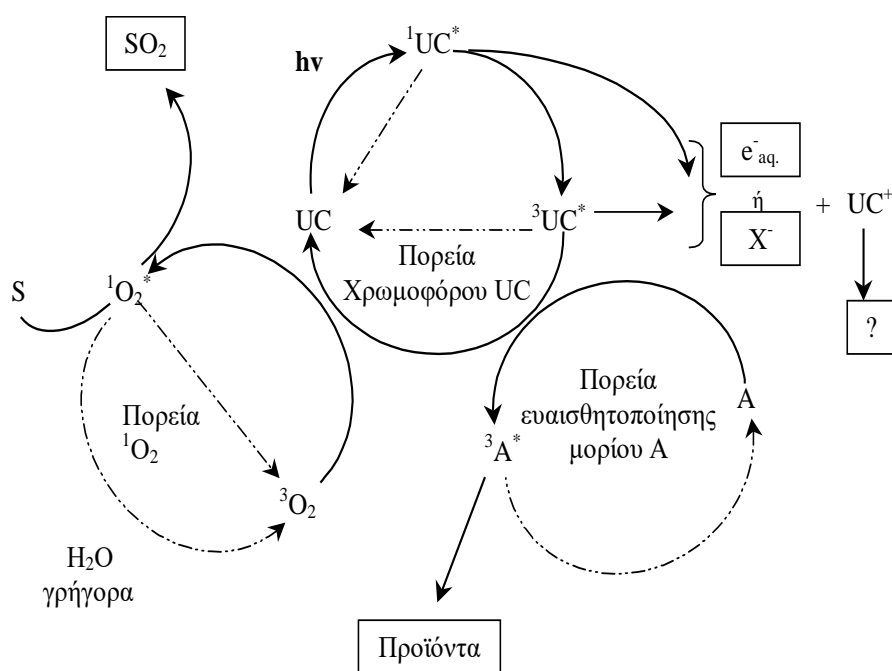 SO₂
hν
¹UC*
e⁻aq.
ή
X⁻
+ UC⁺
?
UC
³UC*
Πορεία
Χρωμοφόρου UC
S
¹O₂*
Πορεία
¹O₂
³O₂
H₂O
γρήγορα
Πορεία
ευαισθητοποίησης
μορίου Α
A
³A*
Προϊόντα